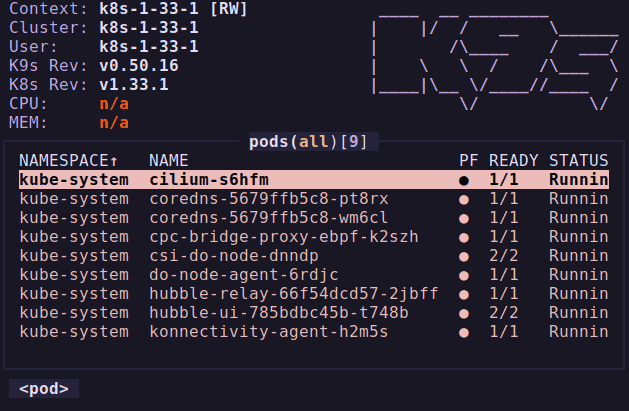 Context: k8s-1-33-1 [RW]
Cluster: k8s-1-33-1
User: k8s-1-33-1
K9s Rev: v0.50.16
K8s Rev: v1.33.1
CPU: n/a
MEM: n/a
pods(all)[9]
NAMESPACE↑ NAME PF READY STATUS
kube-system cilium-s6hfm ● 1/1 Runnin
kube-system coredns-5679ffb5c8-pt8rx ● 1/1 Runnin
kube-system coredns-5679ffb5c8-wm6cl ● 1/1 Runnin
kube-system cpc-bridge-proxy-ebpf-k2szh ● 1/1 Runnin
kube-system csi-do-node-dnndp ● 2/2 Runnin
kube-system do-node-agent-6rdjc ● 1/1 Runnin
kube-system hubble-relay-66f54dcd57-2jbff ● 1/1 Runnin
kube-system hubble-ui-785bdbc45b-t748b ● 2/2 Runnin
kube-system konnectivity-agent-h2m5s ● 1/1 Runnin
<pod>